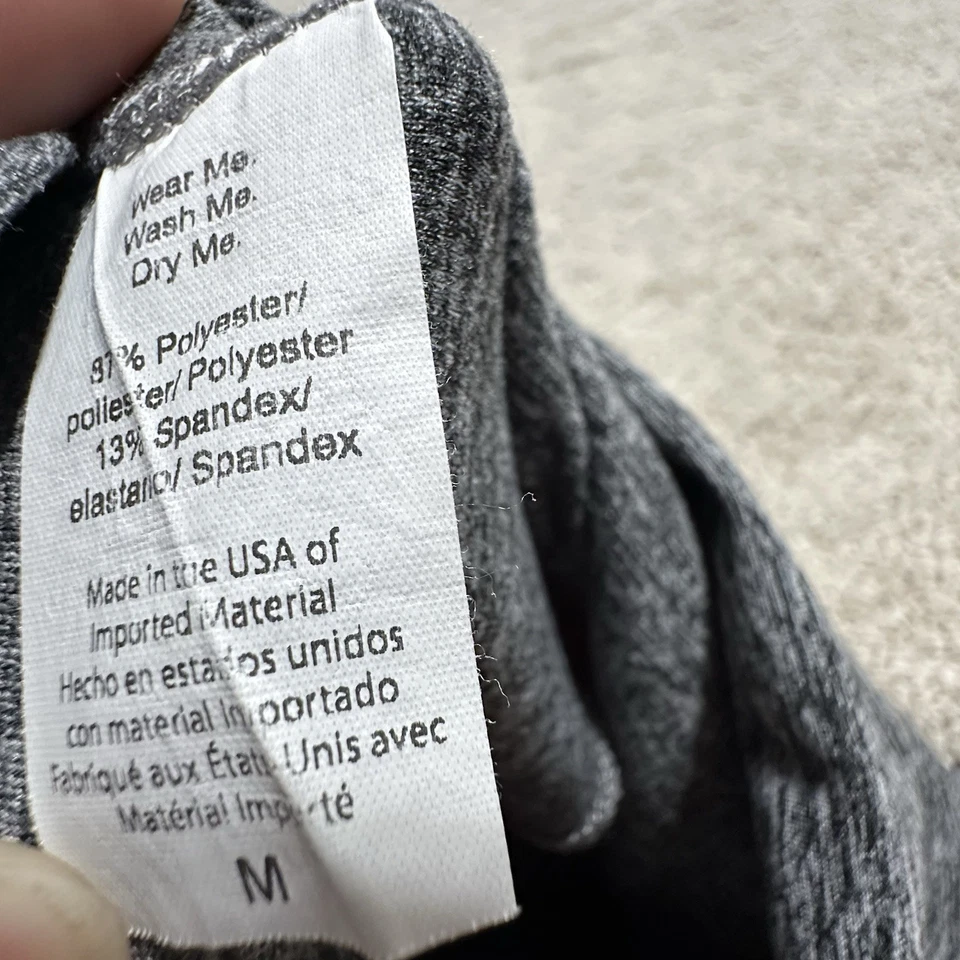 Wear Me.
Wash Me.
Dry Me.
% Polyester/
poliester/ Polyester
13% Spandex/
elastano/ Spandex
Made in the USA of
Imported Material
Hecho en estados unidos
con material Importado
Fabriqué aux États Unis avec
Matérial Importé
M